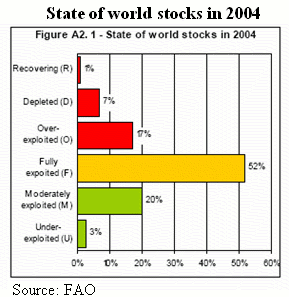 State of world stocks in 2004
Figure A2. 1 - State of world stocks in 2004
Recovering (R)
1%
Depleted (D)
7%
Over-
exploited (O)
17%
Fully
expoited (F)
52%
Moderately
exploited (M)
20%
Under-
exploited (U)
3%
0% 10% 20% 30% 40% 50% 60%
Source: FAO